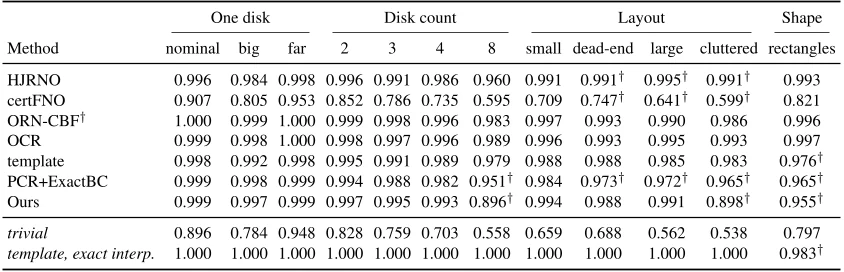 One disk Disk count Layout Shape
Method nominal big far 2 3 4 8 small dead-end large cluttered rectangles
HJRNO 0.996 0.984 0.998 0.996 0.991 0.986 0.960 0.991 0.991† 0.995† 0.991† 0.993
certFNO 0.907 0.805 0.953 0.852 0.786 0.735 0.595 0.709 0.747† 0.641† 0.599† 0.821
ORN-CBF† 1.000 0.999 1.000 0.999 0.998 0.996 0.983 0.997 0.993 0.990 0.986 0.996
OCR 0.999 0.998 1.000 0.998 0.997 0.996 0.989 0.996 0.993 0.995 0.993 0.997
template 0.998 0.992 0.998 0.995 0.991 0.989 0.979 0.988 0.988 0.985 0.983 0.976†
PCR+ExactBC 0.999 0.998 0.999 0.994 0.988 0.982 0.951† 0.984 0.973† 0.972† 0.965† 0.965†
Ours 0.999 0.997 0.999 0.997 0.995 0.993 0.896† 0.994 0.988 0.991 0.898† 0.955†
trivial 0.896 0.784 0.948 0.828 0.759 0.703 0.558 0.659 0.688 0.562 0.538 0.797
template, exact interp. 1.000 1.000 1.000 1.000 1.000 1.000 1.000 1.000 1.000 1.000 1.000 0.983†